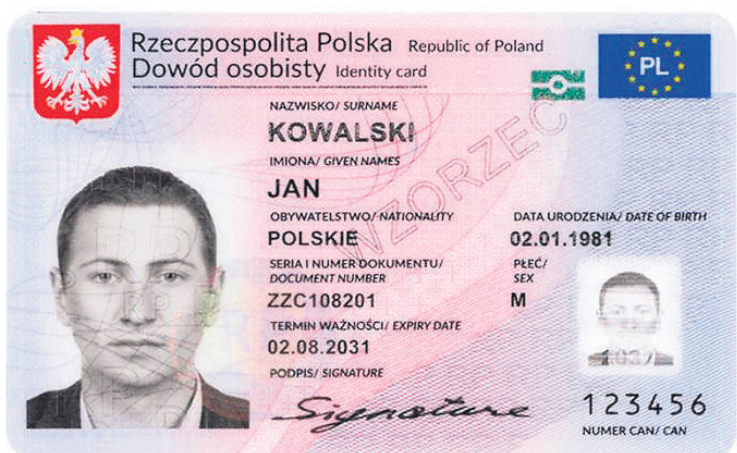 Rzeczpospolita Polska Republic of Poland
Dowód osobisty Identity card
PL
NAZWISKO/ SURNAME
KOWALSKI
IMIONA/ GIVEN NAMES
JAN
OBYWATELSTWO/ NATIONALITY
DATA URODZENIA/ DATE OF BIRTH
POLSKIE
02.01.1981
SERIA I NUMER DOKUMENTU/
DOCUMENT NUMBER
PŁEĆ/
SEX
ZZC108201
M
TERMIN WAŻNOŚCI/ EXPIRY DATE
02.08.2031
PODPIS/ SIGNATURE
Signature
123456
NUMER CAN/ CAN
WZORZEC